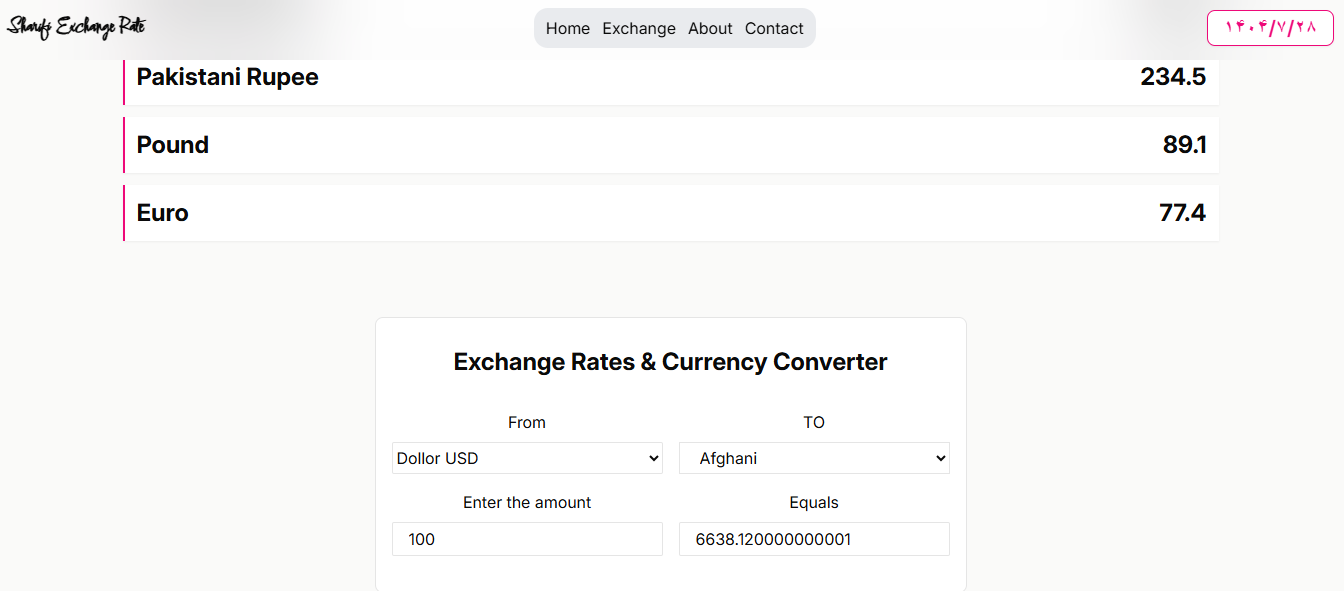 Sharifi Exchange Rate
Home Exchange About Contact
۱۴۰۴/۷/۲۸
Pakistani Rupee 234.5
Pound 89.1
Euro 77.4
Exchange Rates & Currency Converter
From TO
Dollor USD Afghani
Enter the amount Equals
100 6638.120000000001